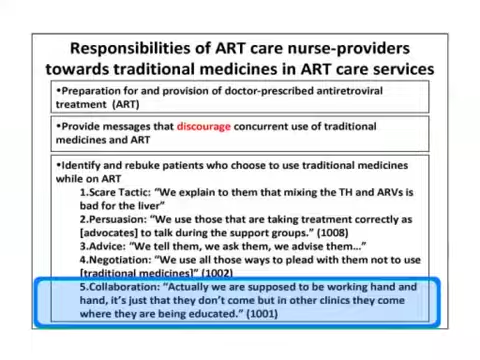 Responsibilities of ART care nurse-providers
towards traditional medicines in ART care services
•Preparation for and provision of doctor-prescribed antiretroviral
treatment (ART)
•Provide messages that discourage concurrent use of traditional
medicines and ART
•Identify and rebuke patients who choose to use traditional medicines
while on ART
1.Scare Tactic: “We explain to them that mixing the TH and ARVs is
bad for the liver”
2.Persuasion: “We use those that are taking treatment correctly as
[advocates] to talk during the support groups.” (1008)
3.Advice: “We tell them, we ask them, we advise them…”
4.Negotiation: “We use all those ways to plead with them not to use
[traditional medicines]” (1002)
5.Collaboration: “Actually we are supposed to be working hand and
hand, it’s just that they don’t come but in other clinics they come
where they are being educated.” (1001)